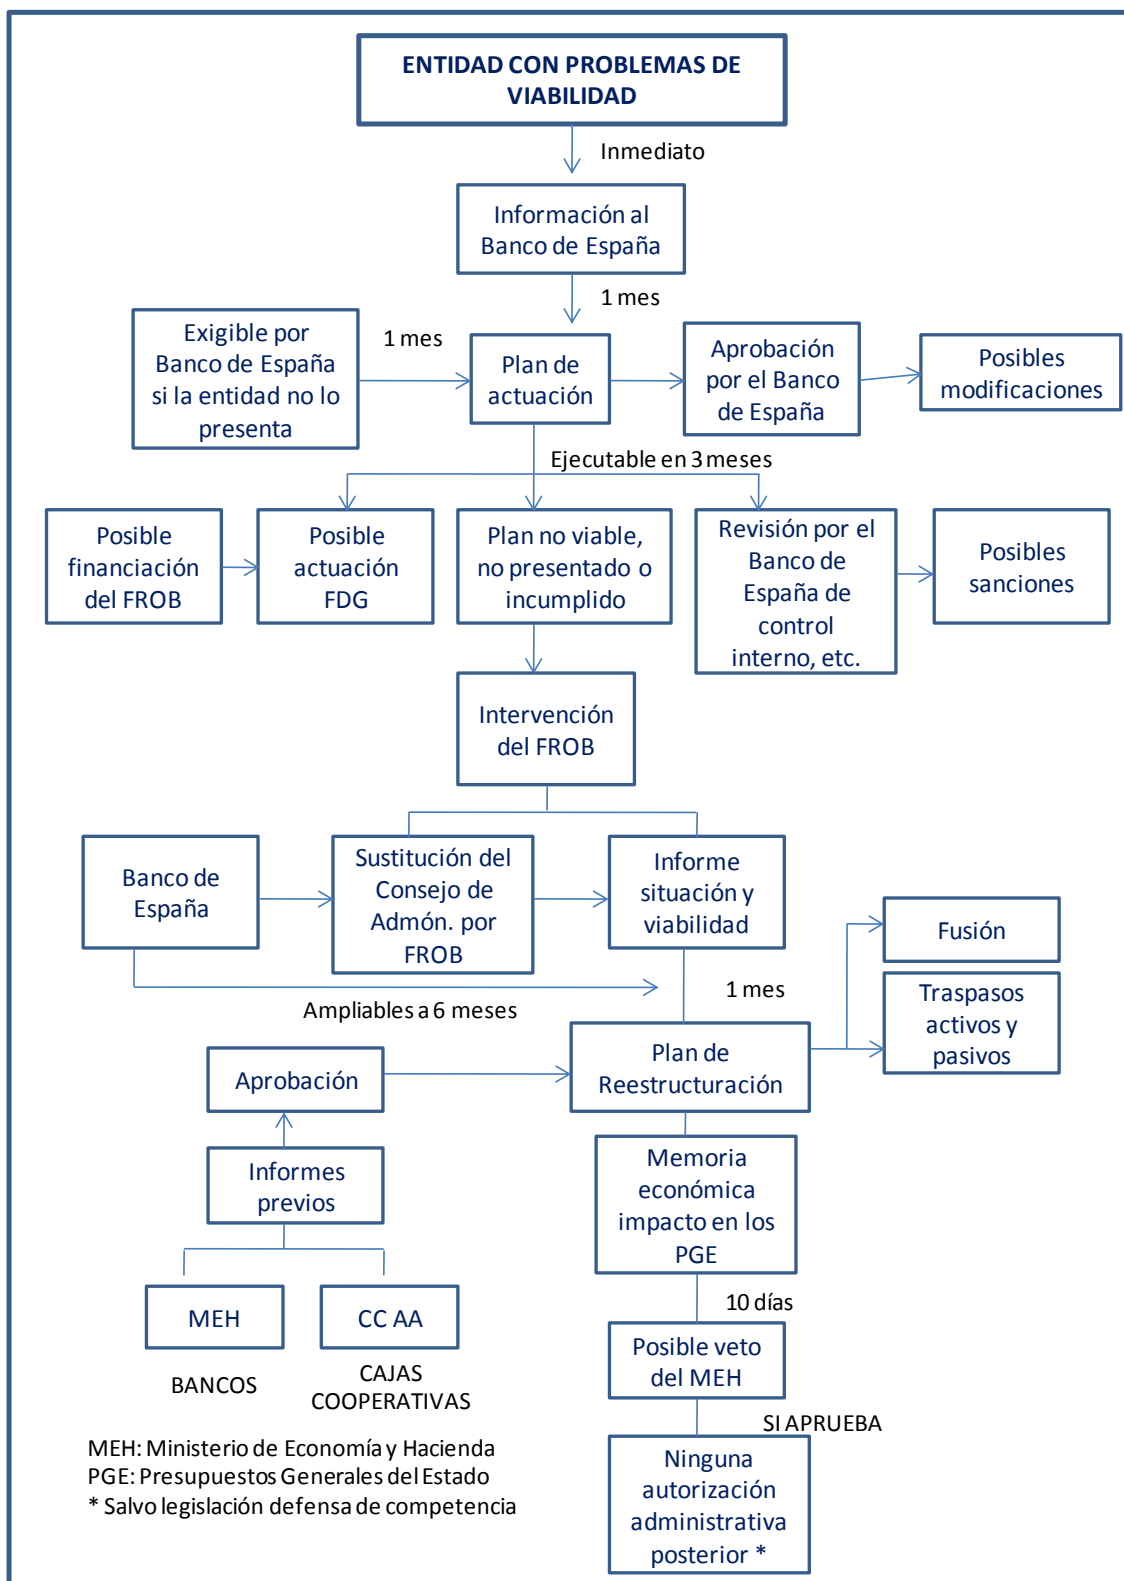 ENTIDAD CON PROBLEMAS DE
VIABILIDAD
Inmediato
Información al
Banco de España
1 mes
Exigible por
Banco de España
si la entidad no lo
presenta
1 mes
Plan de
actuación
Aprobación
por el Banco
de España
Posibles
modificaciones
Ejecutable en 3 meses
Posible
financiación
del FROB
Posible
actuación
FDG
Plan no viable,
no presentado o
incumplido
Revisión por el
Banco de
España de
control
interno, etc.
Posibles
sanciones
Intervención
del FROB
Banco de
España
Sustitución del
Consejo de
Admón. por
FROB
Informe
situación y
viabilidad
Fusión
Traspasos
activos y
pasivos
1 mes
Ampliables a 6 meses
Aprobación
Plan de
Reestructuración
Informes
previos
Memoria
económica
impacto en los
PGE
MEH
CC AA
10 días
BANCOS
CAJAS
COOPERATIVAS
Posible veto
del MEH
SI APRUEBA
Ninguna
autorización
administrativa
posterior *
MEH: Ministerio de Economía y Hacienda
PGE: Presupuestos Generales del Estado
* Salvo legislación defensa de competencia